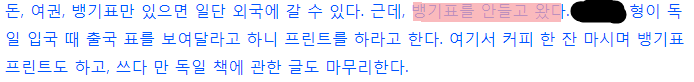 돈, 여권, 뱅기표만 있으면 일단 외국에 갈 수 있다. 근데, 뱅기표를 안들고 왔다. 형이 독
일 입국 때 출국 표를 보여달라고 하니 프린트를 하라고 한다. 여기서 커피 한 잔 마시며 뱅기표
프린트도 하고, 쓰다 만 독일 책에 관한 글도 마무리한다.